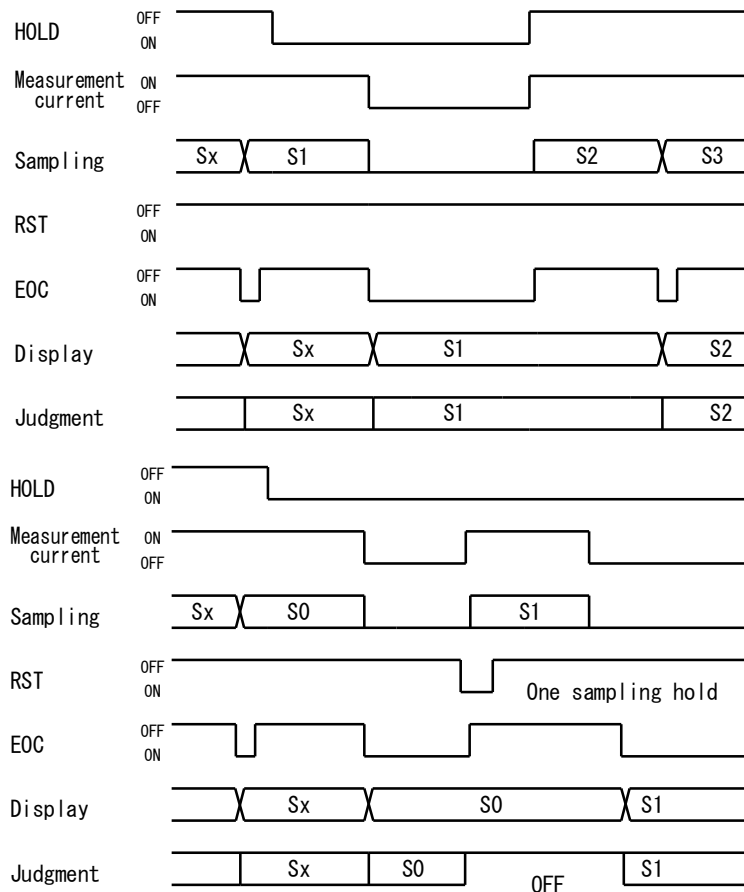 HOLD OFF
ON
Measurement current ON
OFF
Sampling Sx S1 S2 S3
RST OFF
ON
EOC OFF
ON
Display Sx S1 S2
Judgment Sx S1 S2
HOLD OFF
ON
Measurement current ON
OFF
Sampling Sx S0 S1
RST OFF
ON One sampling hold
EOC OFF
ON
Display Sx S0 S1
Judgment Sx S0 OFF S1